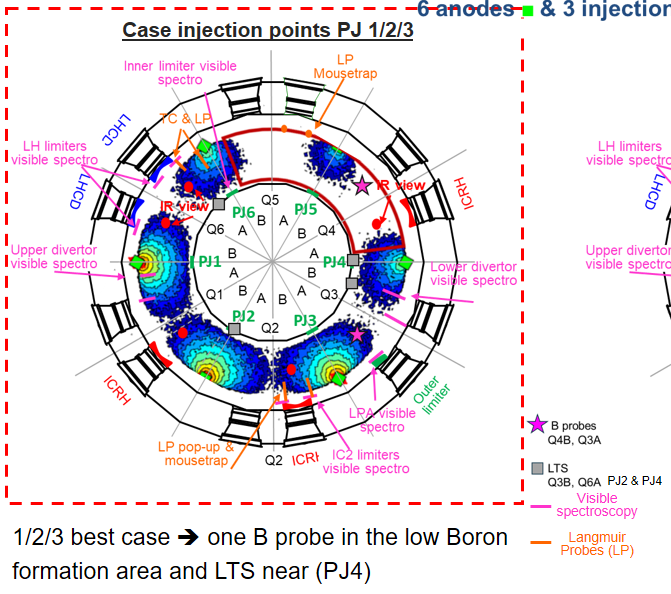 6 anodes & 3 injection
Case injection points PJ 1/2/3
Inner limiter visible
spectro
LP
Mousetrap
TC & LP
LHCD
LH limiters
visible spectro
LHCD
IR view
IR view
ICRH
Q5
PJ6
PJ5
Q6
A
B
A
B
Q4
Upper divertor
visible spectro
PJ1
B
A
A
B
PJ4
Lower divertor
visible spectro
Q1
B
A
B
A
Q3
PJ2
Q2
PJ3
ICRH
Outer
limiter
LPA visible
spectro
LP pop-up &
mousetrap
Q2
ICRH
IC2 limiters
visible spectro
LH limiters
visible spectro
LHCD
Upper divertor
visible spectro
ICRH
B probes
Q4B, Q3A
LTS
Q3B, Q6A PJ2 & PJ4
Visible
spectroscopy
Langmuir
Probes (LP)
1/2/3 best case ➔ one B probe in the low Boron
formation area and LTS near (PJ4)